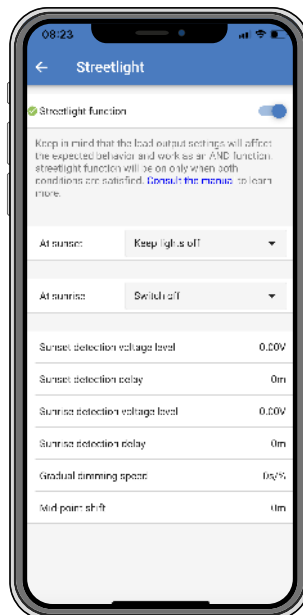 08:23
Streetlight
Streetlight function
Keep in mind that the load output settings will affect
the expected behavior and work as an AND function,
streetlight function will be on only when both
conditions are satisfied. Consult the manual to learn
more.
At sunset Keep lights off
At sunrise Switch off
Sunset detection voltage level 0.00V
Sunset detection delay 0m
Sunrise detection voltage level 0.00V
Sunrise detection delay 0m
Gradual dimming speed 0s/%
Mid point shift 0m